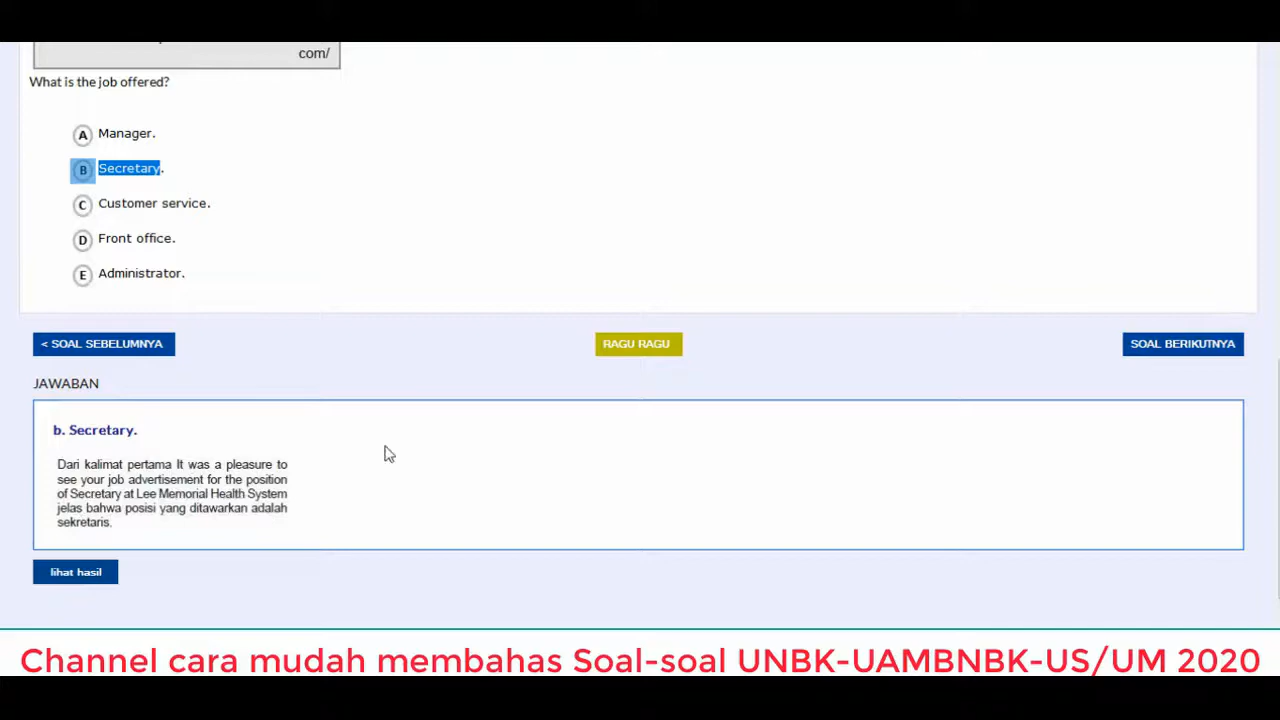 com/
What is the job offered?
A Manager.
B Secretary.
C Customer service.
D Front office.
E Administrator.
< SOAL SEBELUMNYA
RAGU RAGU
SOAL BERIKUTNYA
JAWABAN
b. Secretary.
Dari kalimat pertama It was a pleasure to
see your job advertisement for the position
of Secretary at Lee Memorial Health System
jelas bahwa posisi yang ditawarkan adalah
sekretaris.
lihat hasil
Channel cara mudah membahas Soal-soal UNBK-UAMBNBK-US/UM 2020